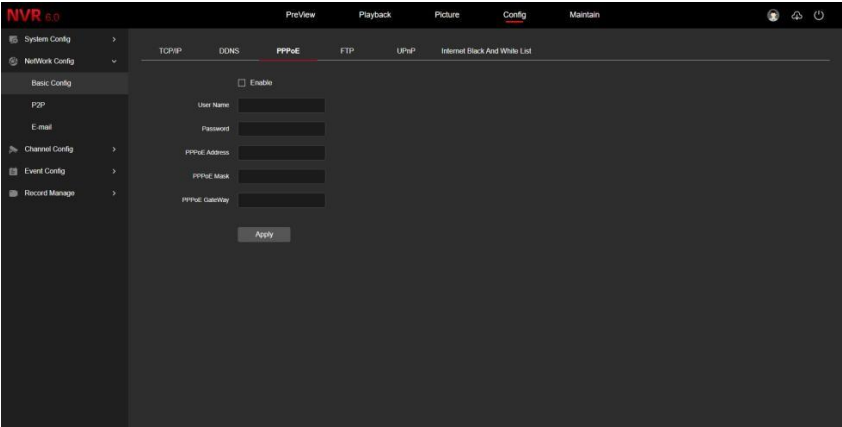 NVR 6.0 PreView Playback Picture Config Maintain
System Config
NetWork Config
Basic Config
P2P
E-mail
Channel Config
Event Config
Record Manage
TCP/IP DDNS PPPoE FTP UPnP Internet Black And White List
Enable
User Name
Password
PPPoE Address
PPPoE Mask
PPPoE GateWay
Apply